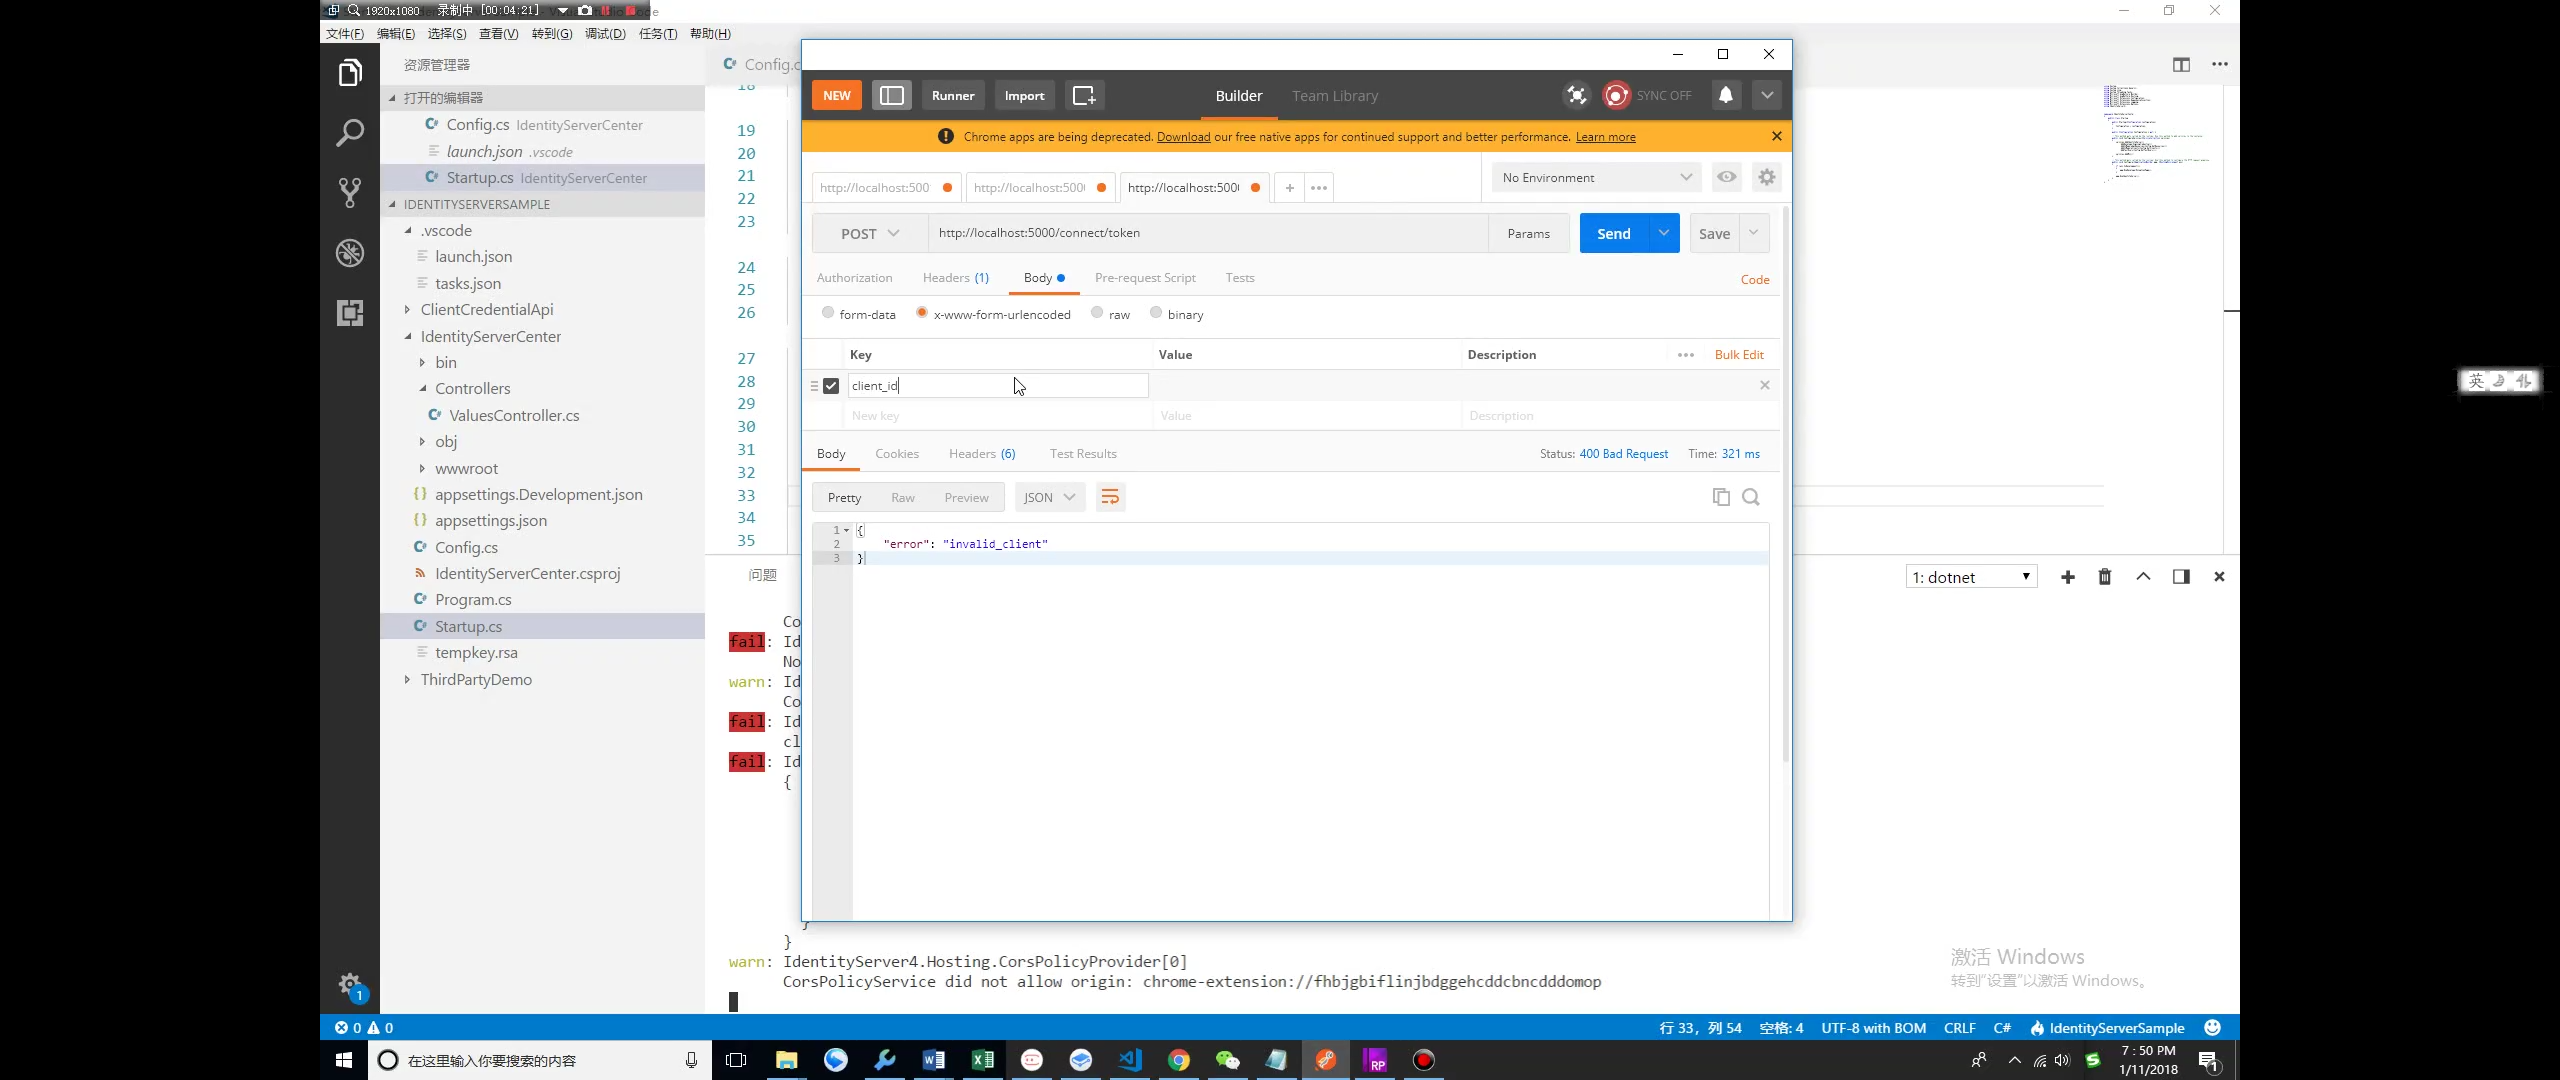 1920x1080 录制中 [00:04:21]
文件(F) 编辑(E) 选择(S) 查看(V) 转到(G) 调试(D) 任务(T) 帮助(H)
资源管理器
打开的编辑器
Config.cs IdentityServerCenter
launch.json .vscode
Startup.cs IdentityServerCenter
IDENTITYSERVERSAMPLE
.vscode
launch.json
tasks.json
ClientCredentialApi
IdentityServerCenter
bin
Controllers
ValuesController.cs
obj
wwwroot
appsettings.Development.json
appsettings.json
Config.cs
IdentityServerCenter.csproj
Program.cs
Startup.cs
tempkey.rsa
ThirdPartyDemo
1
Config.c
18
19
20
21
22
23
24
25
26
27
28
29
30
31
32
33
34
35
NEW Runner Import Builder Team Library SYNC OFF
Chrome apps are being deprecated. Download our free native apps for continued support and better performance. Learn more
http://localhost:500 http://localhost:500 http://localhost:500 No Environment
POST http://localhost:5000/connect/token Params Send Save
Authorization Headers (1) Body Pre-request Script Tests Code
form-data x-www-form-urlencoded raw binary
Key Value Description Bulk Edit
client_id
New key Value Description
Body Cookies Headers (6) Test Results Status: 400 Bad Request Time: 321 ms
Pretty Raw Preview JSON
1 {
2 "error": "invalid_client"
3 }
问题 1: dotnet
Co
fail: Id
No
warn: Id
Co
fail: Id
cl
fail: Id
{
}
}
warn: IdentityServer4.Hosting.CorsPolicyProvider[0]
CorsPolicyService did not allow origin: chrome-extension://fhbjgbiflinjbdggehcddcbncdddomop
英
激活 Windows
转到"设置"以激活 Windows。
0 0 行 33，列 54 空格: 4 UTF-8 with BOM CRLF C# IdentityServerSample
在这里输入你要搜索的内容
RP
7:50 PM
1/11/2018
1